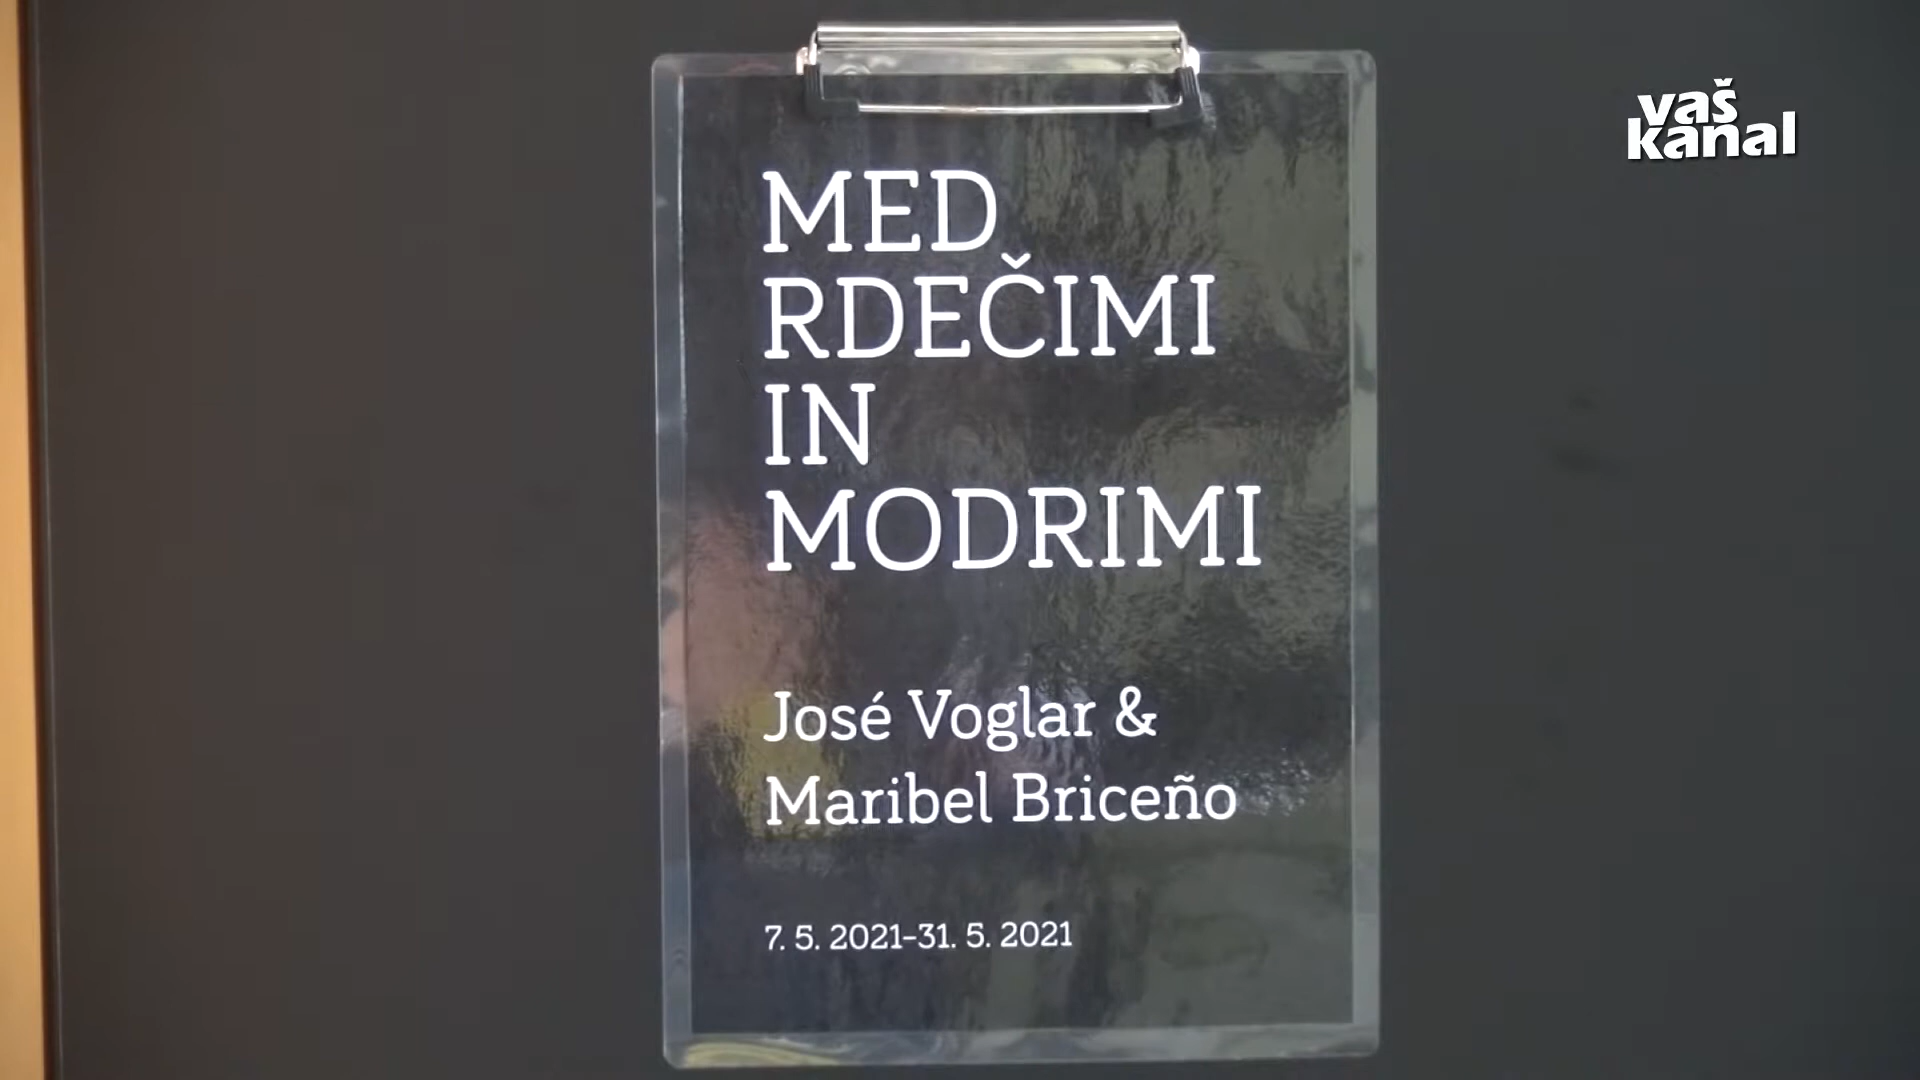 vaš
kanal
MED
RDEČIMI
IN
MODRIMI
José Voglar &
Maribel Briceño
7. 5. 2021–31. 5. 2021